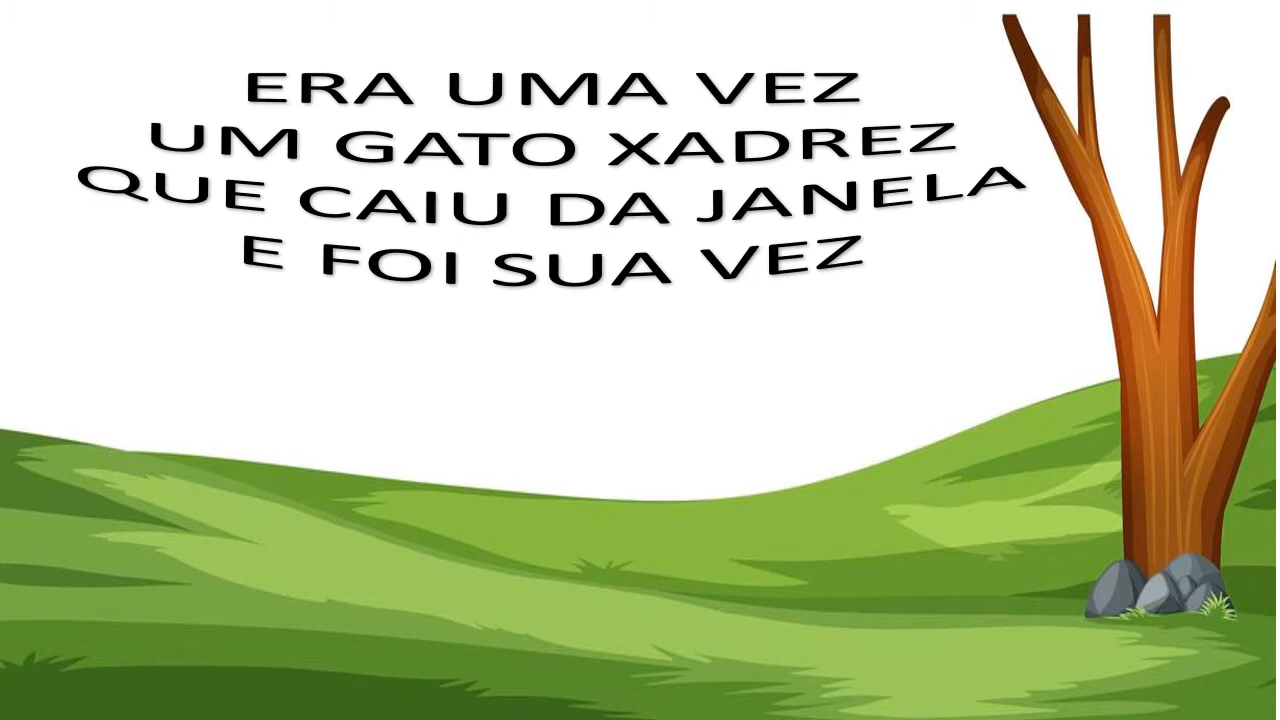 ERA UMA VEZ
UM GATO XADREZ
QUE CAIU DA JANELA
E FOI SUA VEZ